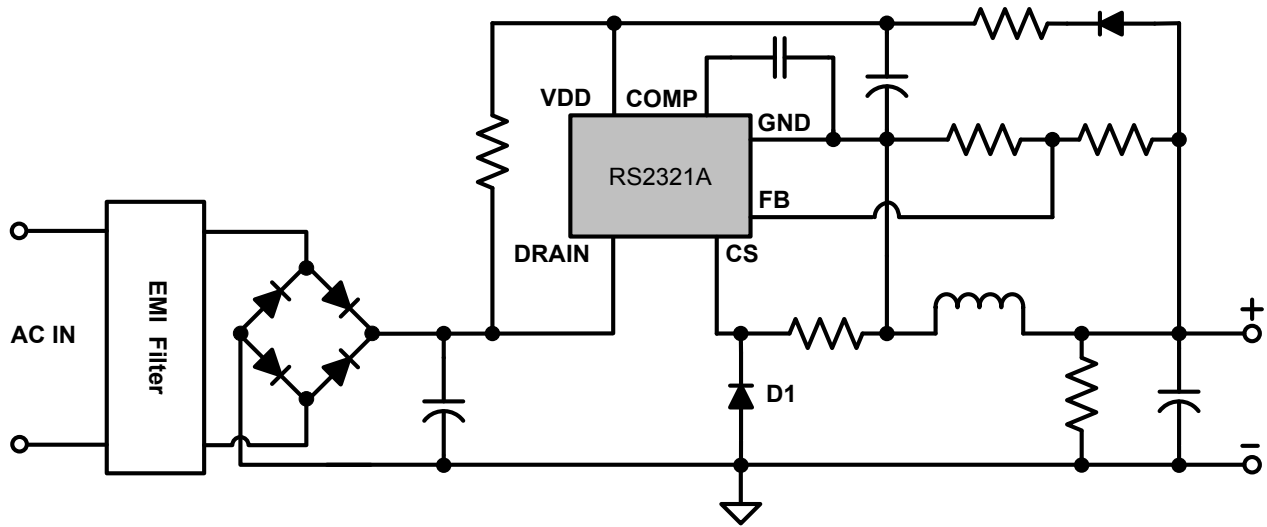 VDD
COMP
GND
RS2321A
FB
DRAIN
CS
EMI Filter
AC IN
+
D1
−